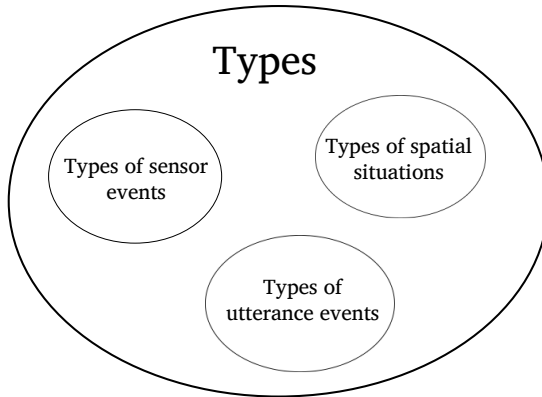 Types
Types of sensor
events
Types of spatial
situations
Types of
utterance events